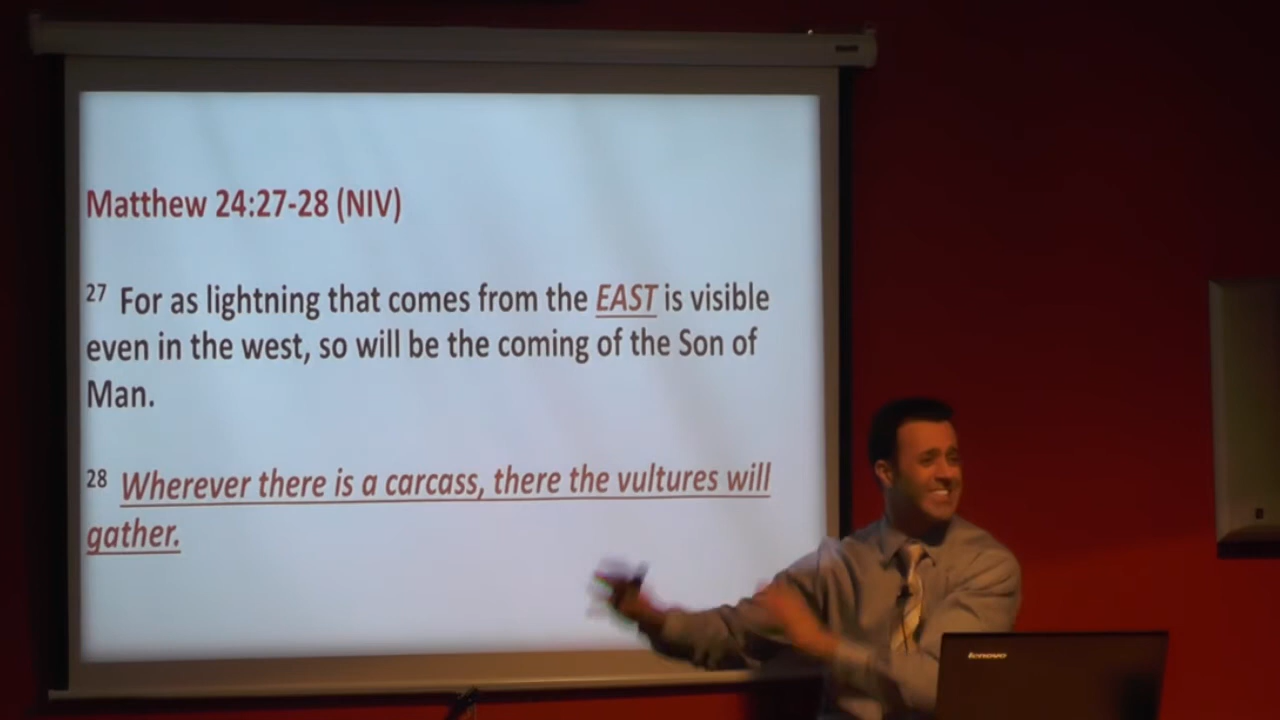 Matthew 24:27-28 (NIV)
27 For as lightning that comes from the EAST is visible
even in the west, so will be the coming of the Son of
Man.
28 Wherever there is a carcass, there the vultures will
gather.
lenovo